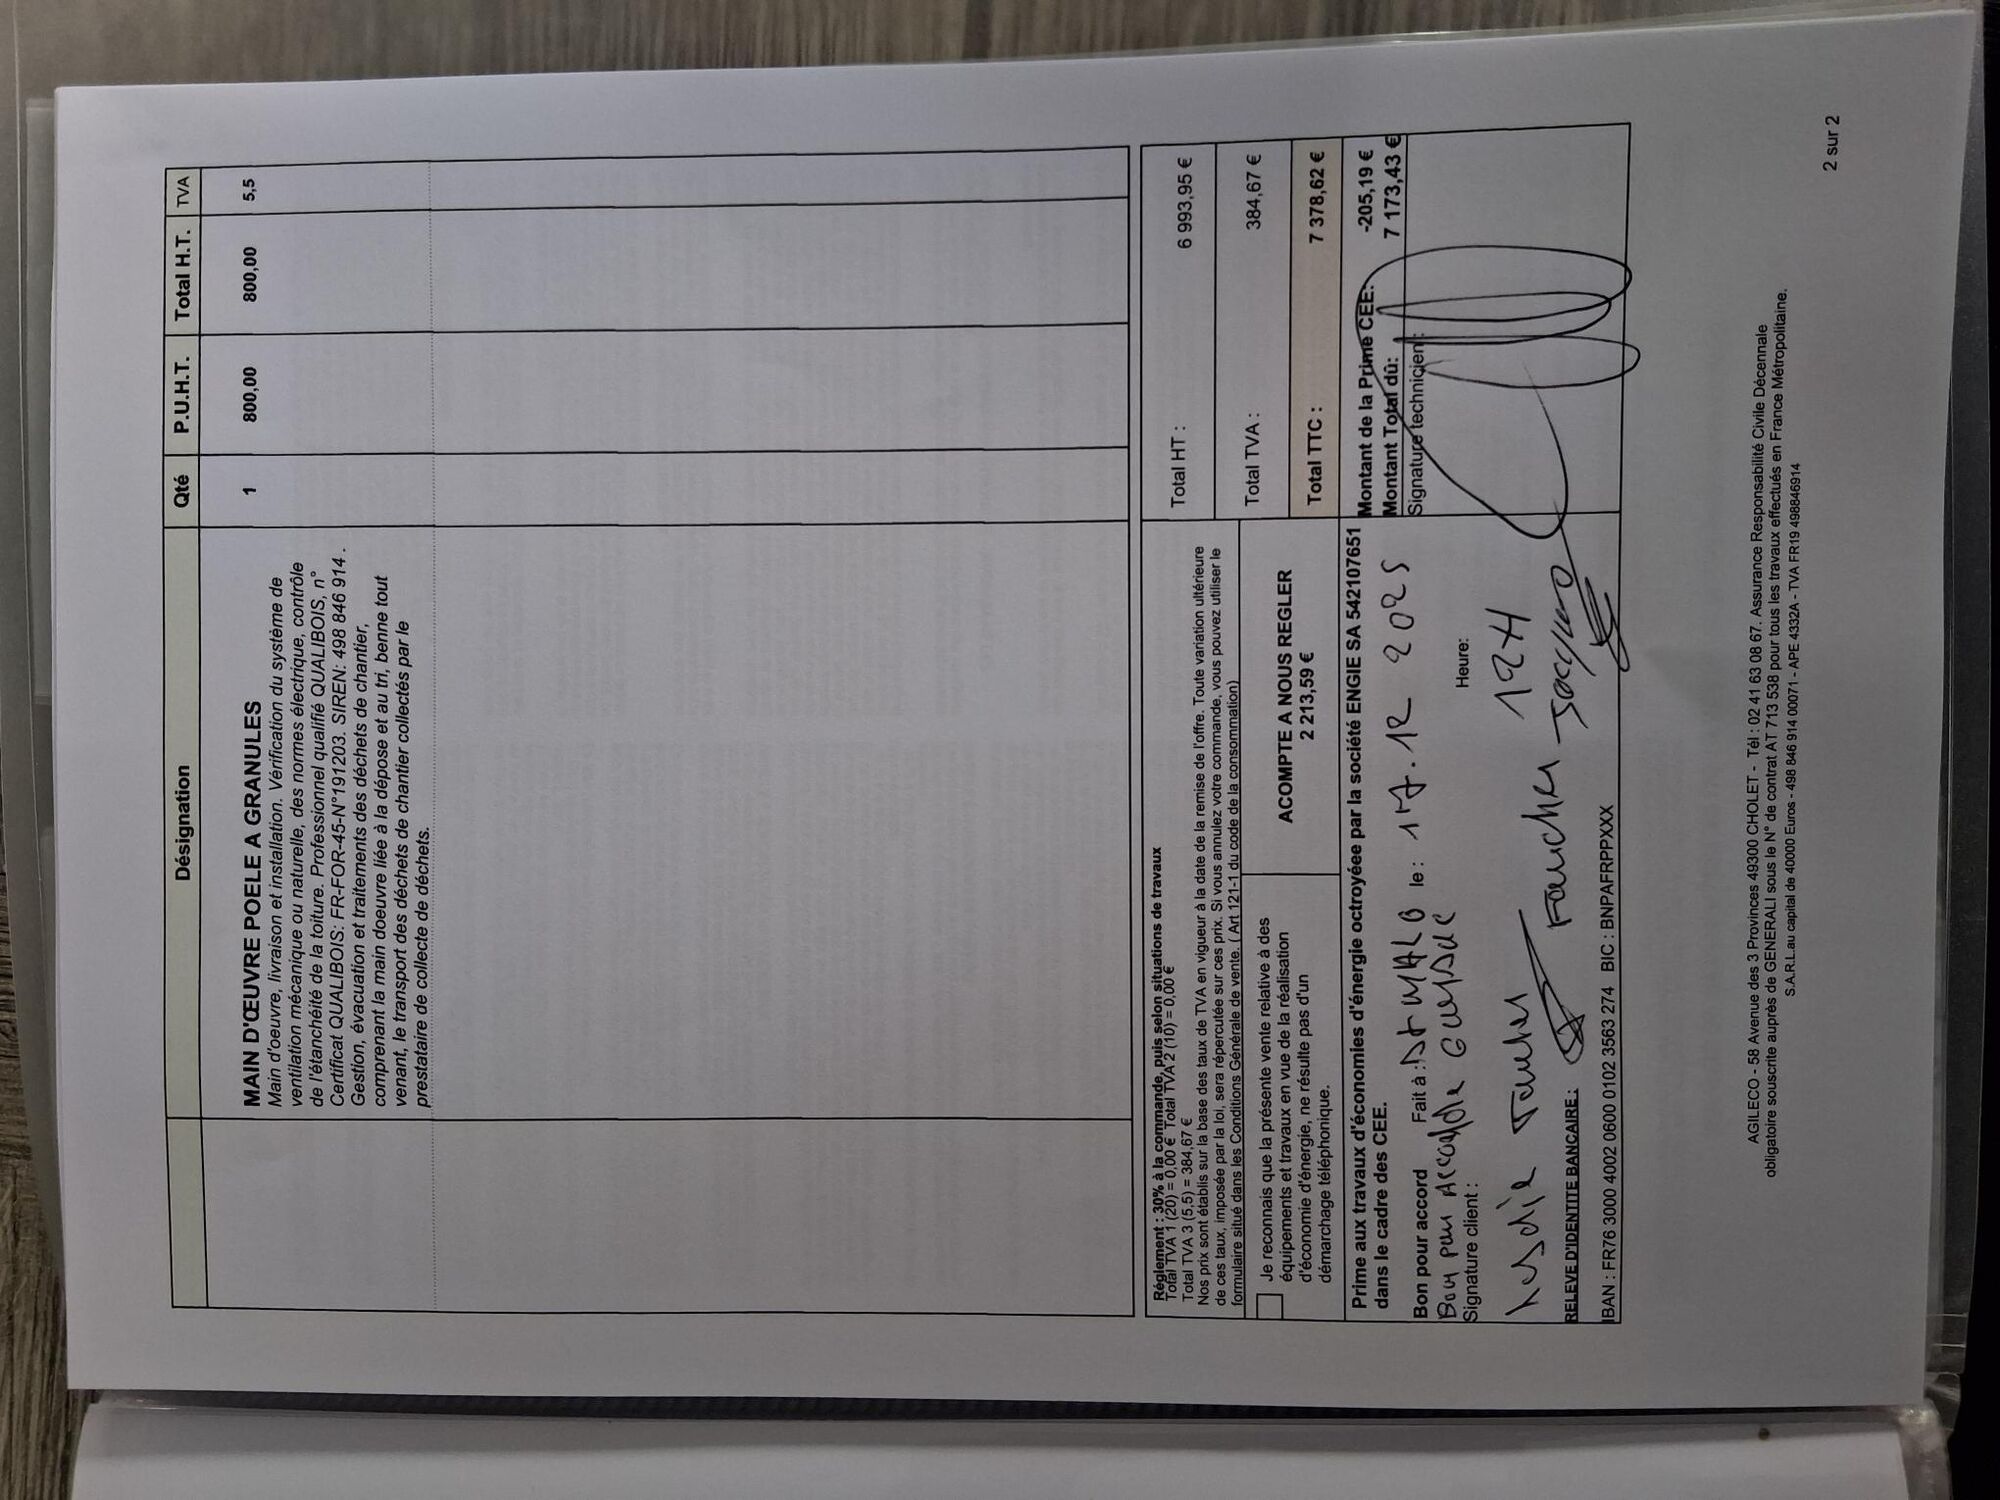 Désignation Qté P.U.H.T. Total H.T. TVA
MAIN D'ŒUVRE POELE A GRANULES 1 800,00 800,00 5,5
Main d'oeuvre, livraison et installation. Vérification du système de
ventilation mécanique ou naturelle, des normes électrique, contrôle
de l'étanchéité de la toiture. Professionnel qualifié QUALIBOIS, n°
Certificat QUALIBOIS: FR-FOR-45-N°191203. SIREN: 498 846 914 .
Gestion, évacuation et traitements des déchets de chantier,
comprenant la main doeuvre liée à la dépose et au tri, benne tout
venant, le transport des déchets de chantier collectés par le
prestataire de collecte de déchets.
Réglement : 30% à la commande, puis selon situations de travaux
Total TVA 1 (20) = 0,00 € Total TVA 2 (10) = 0,00 €
Total TVA 3 (5,5) = 384,67 €
Nos prix sont établis sur la base des taux de TVA en vigueur à la date de la remise de l'offre. Toute variation ultérieure
de ces taux, imposée par la loi, sera répercutée sur ces prix. Si vous annulez votre commande, vous pouvez utiliser le
formulaire situé dans les Conditions Générale de vente. ( Art 121-1 du code de la consommation)
Total HT : 6 993,95 €
Total TVA : 384,67 €
Total TTC : 7 378,62 €
Je reconnais que la présente vente relative à des
équipements et travaux en vue de la réalisation
d'économie d'énergie, ne résulte pas d'un
démarchage téléphonique.
ACOMPTE A NOUS REGLER
2 213,59 €
Prime aux travaux d'économies d'énergie octroyée par la société ENGIE SA 542107651
dans le cadre des CEE.
Montant de la Prime CEE: -205,19 €
Montant Total dû: 7 173,43 €
Signature technicien:
Bon pour accord Fait à : le : 17.12 2025
Bon pour Accord
Signature client : Heure:
12H
Faucher
RELEVE D'IDENTITE BANCAIRE :
IBAN : FR76 3000 4002 0600 0102 3563 274 BIC : BNPAFRPPXXX
AGILECO - 58 Avenue des 3 Provinces 49300 CHOLET - Tél : 02 41 63 08 67. Assurance Responsabilité Civile Décennale
obligatoire souscrite auprès de GENERALI sous le N° de contrat AT 713 538 pour tous les travaux effectués en France Métropolitaine.
S.A.R.L.au capital de 40000 Euros - 498 846 914 00071 - APE 4332A - TVA FR19 498846914
2 sur 2